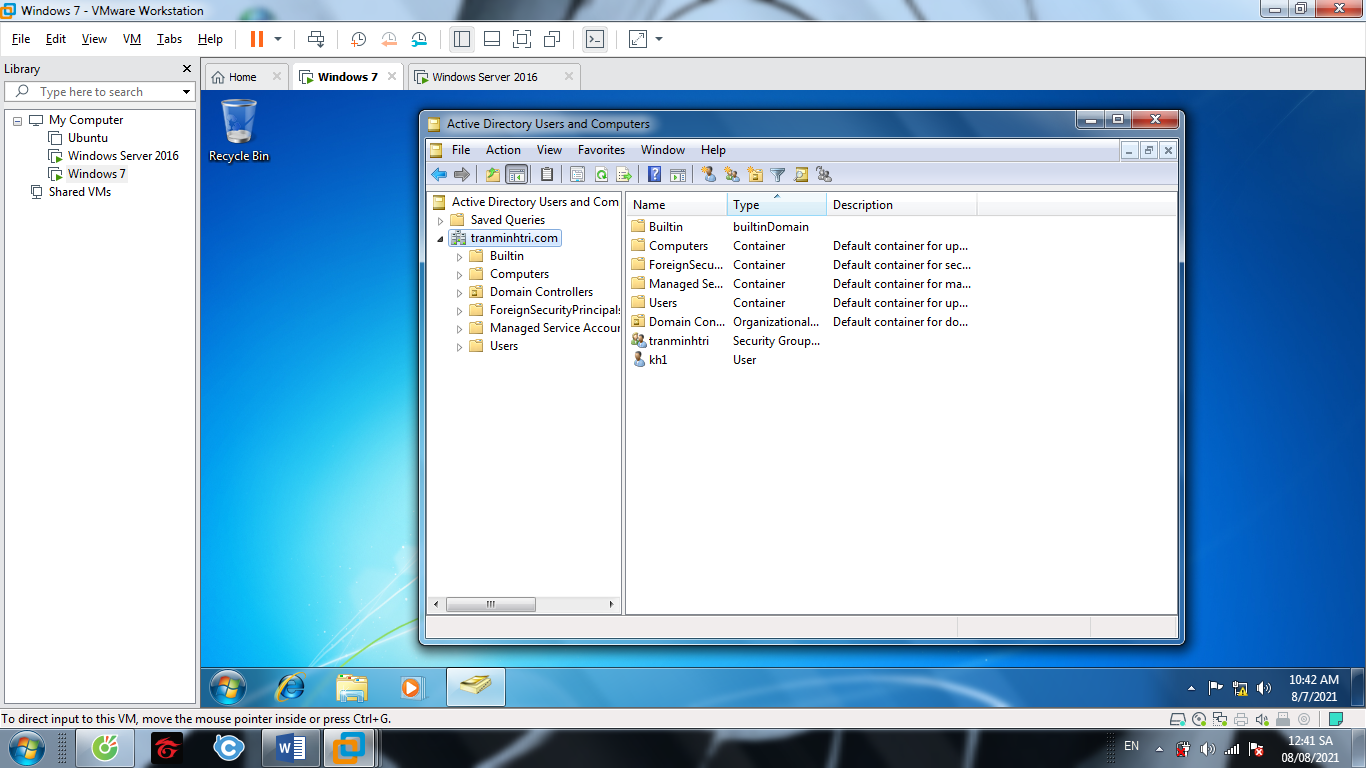 Windows 7 - VMware Workstation
File Edit View VM Tabs Help
Library
Type here to search
My Computer
Ubuntu
Windows Server 2016
Windows 7
Shared VMs
Home
Windows 7
Windows Server 2016
Recycle Bin
Active Directory Users and Computers
File Action View Favorites Window Help
Active Directory Users and Com
Saved Queries
tranminhtri.com
Builtin
Computers
Domain Controllers
ForeignSecurityPrincipals
Managed Service Accour
Users
Name Type Description
Builtin builtinDomain
Computers Container Default container for up...
ForeignSecu... Container Default container for sec...
Managed Se... Container Default container for ma...
Users Container Default container for up...
Domain Con... Organizational... Default container for do...
tranminhtri Security Group...
kh1 User
10:42 AM
8/7/2021
To direct input to this VM, move the mouse pointer inside or press Ctrl+G.
EN
12:41 SA
08/08/2021